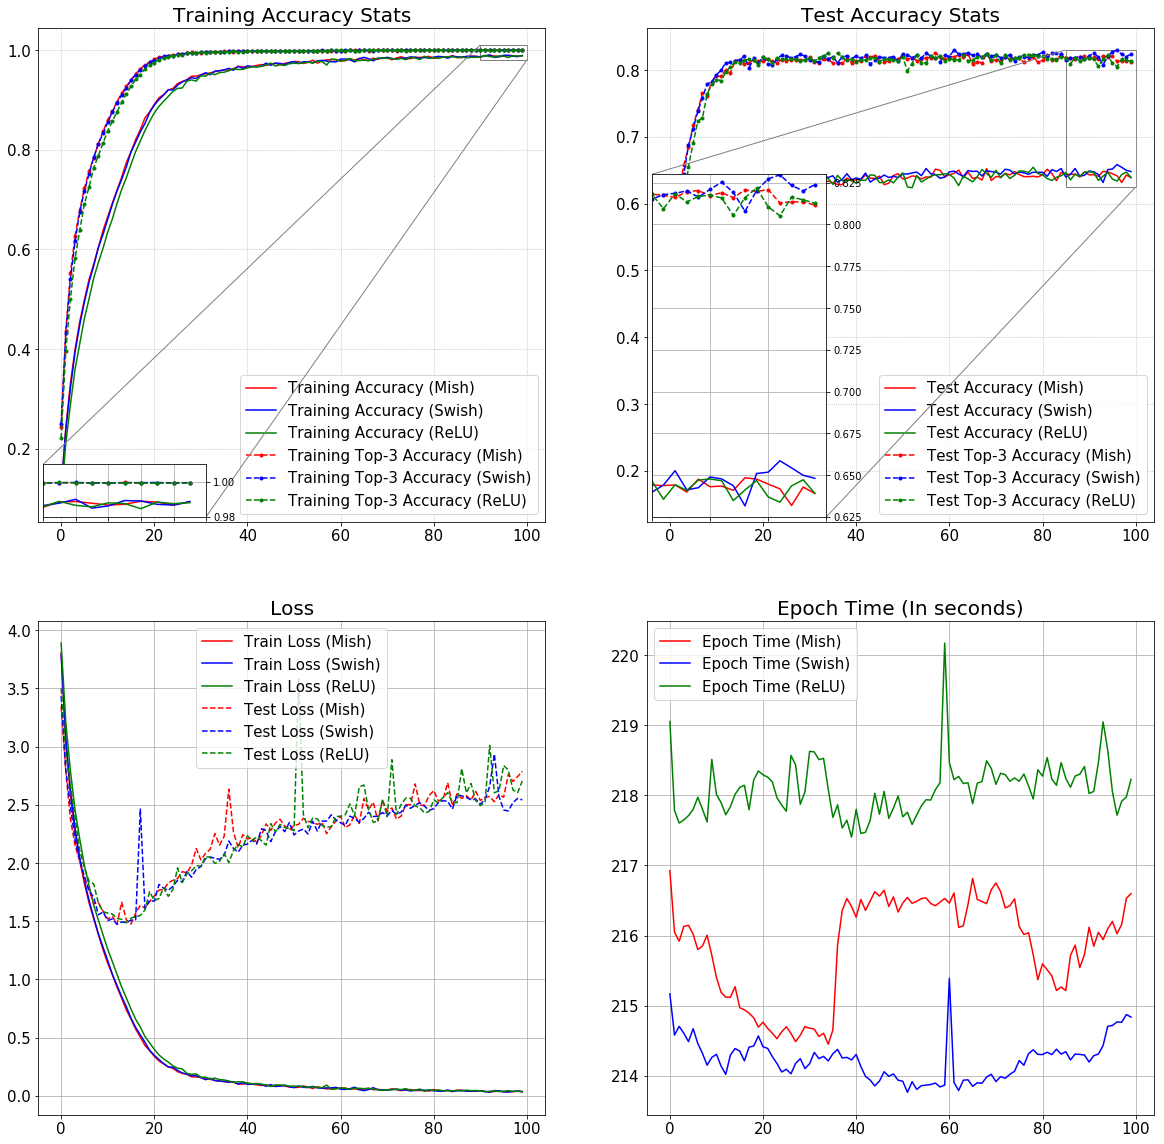 Training Accuracy Stats
1.0
0.8
0.6
0.4
0.2
Training Accuracy (Mish)
Training Accuracy (Swish)
Training Accuracy (ReLU)
Training Top-3 Accuracy (Mish)
Training Top-3 Accuracy (Swish)
Training Top-3 Accuracy (ReLU)
1.00
0.98
0 20 40 60 80 100
Test Accuracy Stats
0.8
0.7
0.6
0.5
0.4
0.3
0.2
0.825
0.800
0.775
0.750
0.725
0.700
0.675
0.650
0.625
Test Accuracy (Mish)
Test Accuracy (Swish)
Test Accuracy (ReLU)
Test Top-3 Accuracy (Mish)
Test Top-3 Accuracy (Swish)
Test Top-3 Accuracy (ReLU)
0 20 40 60 80 100
Loss
4.0
3.5
3.0
2.5
2.0
1.5
1.0
0.5
0.0
Train Loss (Mish)
Train Loss (Swish)
Train Loss (ReLU)
Test Loss (Mish)
Test Loss (Swish)
Test Loss (ReLU)
0 20 40 60 80 100
Epoch Time (In seconds)
220
219
218
217
216
215
214
Epoch Time (Mish)
Epoch Time (Swish)
Epoch Time (ReLU)
0 20 40 60 80 100